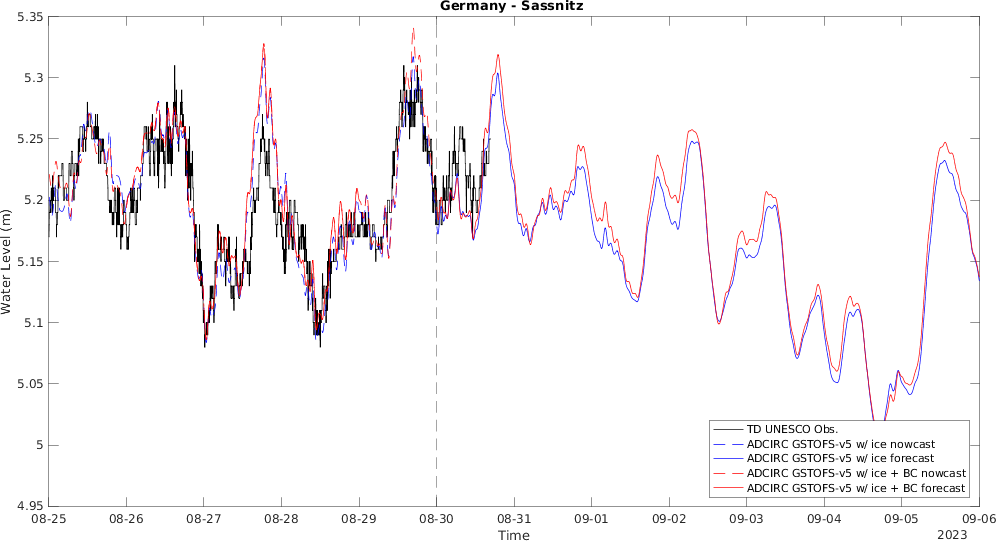 Germany - Sassnitz
5.35
5.3
5.25
5.2
5.15
5.1
5.05
5
4.95
Water Level (m)
TD UNESCO Obs.
ADCIRC GSTOFS-v5 w/ ice nowcast
ADCIRC GSTOFS-v5 w/ ice forecast
ADCIRC GSTOFS-v5 w/ ice + BC nowcast
ADCIRC GSTOFS-v5 w/ ice + BC forecast
08-25 08-26 08-27 08-28 08-29 08-30 08-31 09-01 09-02 09-03 09-04 09-05 09-06
Time
2023